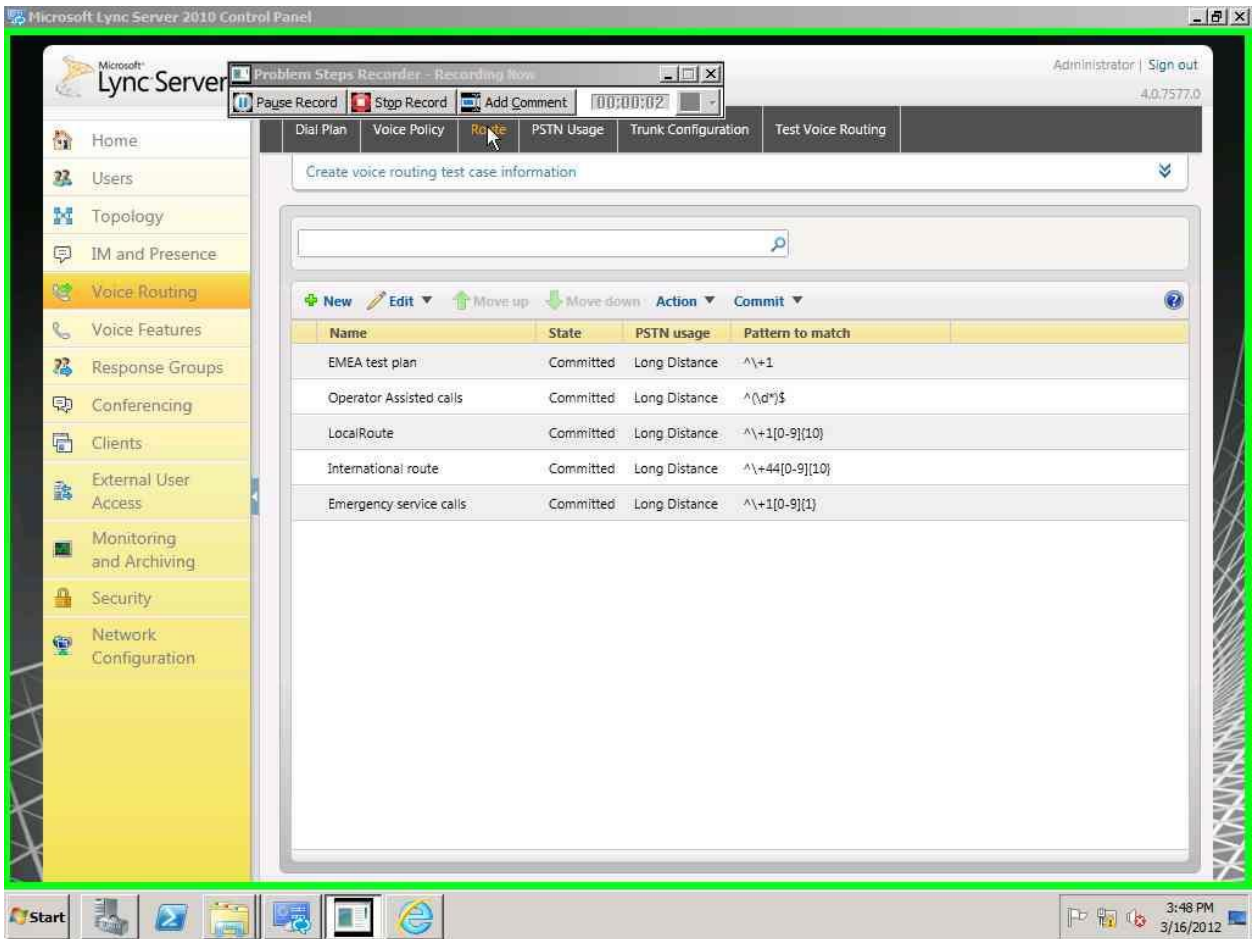 Microsoft Lync Server 2010 Control Panel
Microsoft
Lync Server
Problem Steps Recorder - Recording Now
Pause Record Stop Record Add Comment 00:00:02
Administrator | Sign out
4.0.7577.0
Home
Users
Topology
IM and Presence
Voice Routing
Voice Features
Response Groups
Conferencing
Clients
External User
Access
Monitoring
and Archiving
Security
Network
Configuration
Dial Plan Voice Policy Route PSTN Usage Trunk Configuration Test Voice Routing
Create voice routing test case information
New Edit Move up Move down Action Commit
Name State PSTN usage Pattern to match
EMEA test plan Committed Long Distance ^\+1
Operator Assisted calls Committed Long Distance ^(\d*)$
LocalRoute Committed Long Distance ^\+1[0-9]{10}
International route Committed Long Distance ^\+44[0-9]{10}
Emergency service calls Committed Long Distance ^\+1[0-9]{1}
Start
3:48 PM
3/16/2012